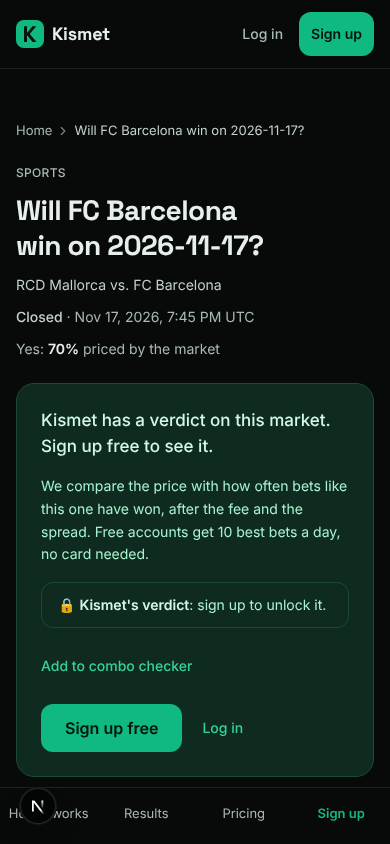 Kismet
Log in
Sign up
Home > Will FC Barcelona win on 2026-11-17?
SPORTS
Will FC Barcelona
win on 2026-11-17?
RCD Mallorca vs. FC Barcelona
Closed · Nov 17, 2026, 7:45 PM UTC
Yes: 70% priced by the market
Kismet has a verdict on this market.
Sign up free to see it.
We compare the price with how often bets like
this one have won, after the fee and the
spread. Free accounts get 10 best bets a day,
no card needed.
🔒 Kismet's verdict: sign up to unlock it.
Add to combo checker
Sign up free
Log in
works
Results
Pricing
Sign up